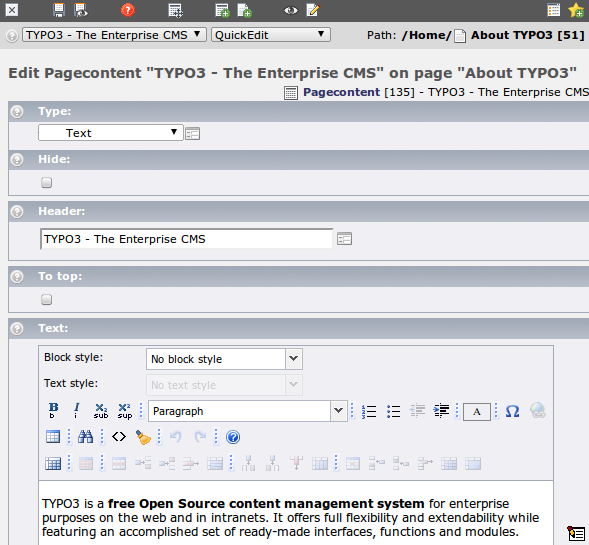 TYPO3 - The Enterprise CMS QuickEdit Path: /Home/ About TYPO3 [51]
Edit Pagecontent "TYPO3 - The Enterprise CMS" on page "About TYPO3"
Pagecontent [135] - TYPO3 - The Enterprise CMS
Type:
Text
Hide:
Header:
TYPO3 - The Enterprise CMS
To top:
Text:
Block style: No block style
Text style: No text style
B b I i X2 sub X2 sup Paragraph A Ω
TYPO3 is a free Open Source content management system for enterprise
purposes on the web and in intranets. It offers full flexibility and extendability while
featuring an accomplished set of ready-made interfaces, functions and modules.